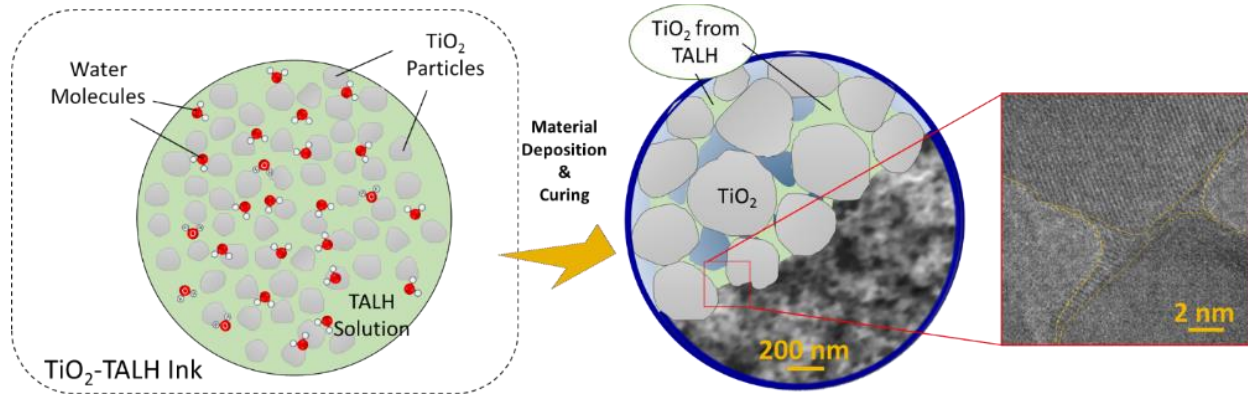 Water
Molecules
TiO₂
Particles
TALH
Solution
TiO₂-TALH Ink
Material
Deposition
&
Curing
TiO₂ from
TALH
TiO₂
200 nm
2 nm